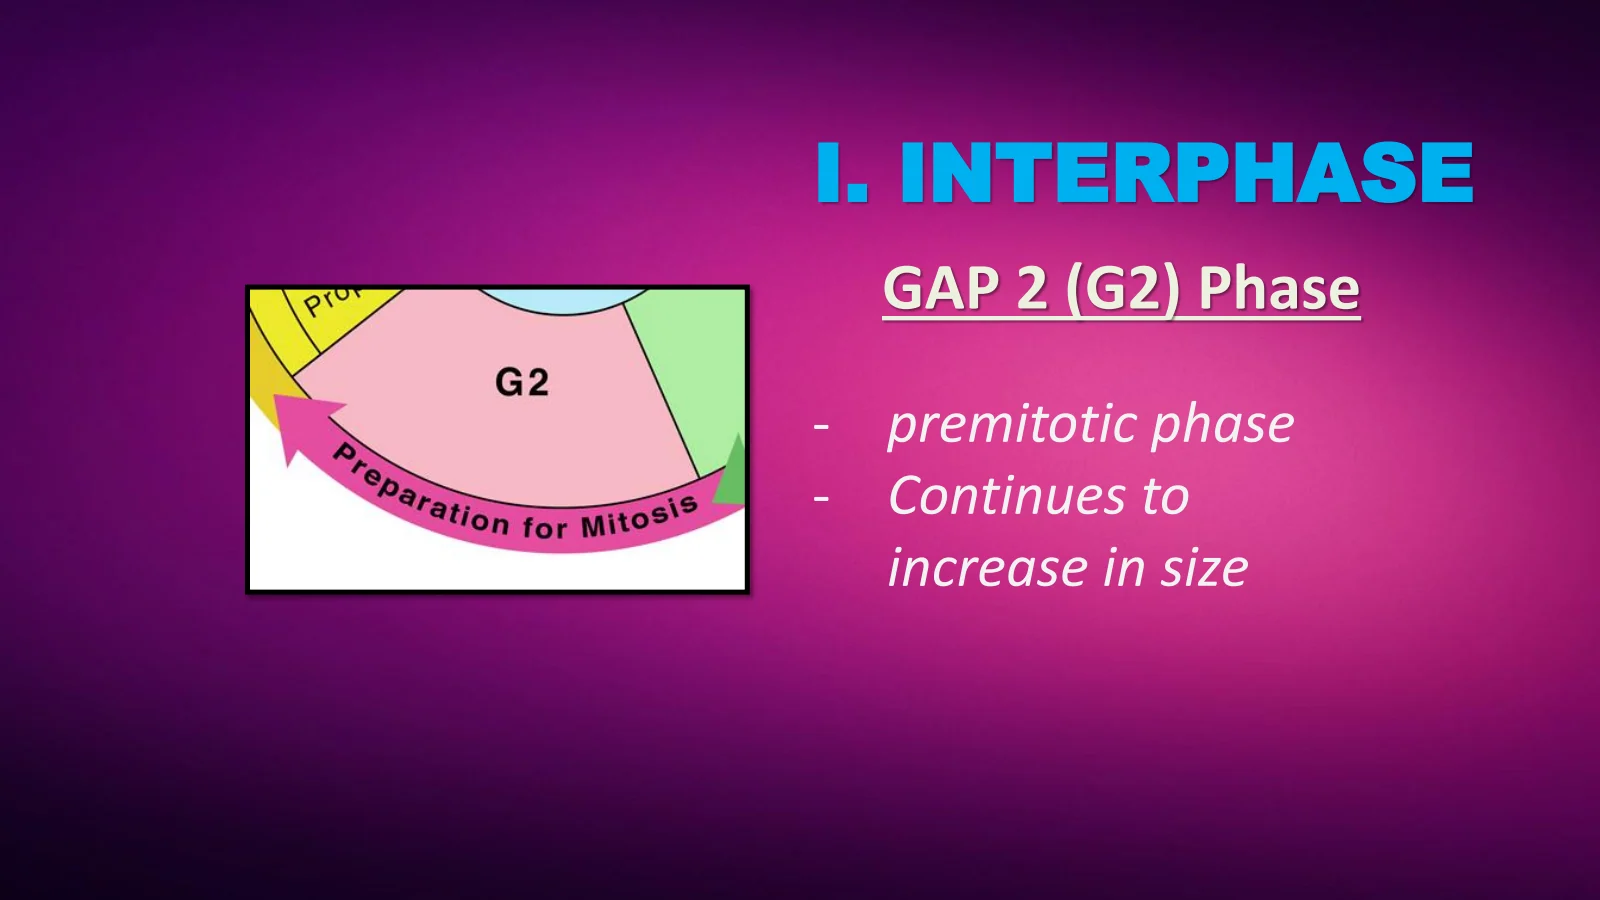 I. INTERPHASE
GAP 2 (G2) Phase
- premitotic phase
- Continues to
increase in size
G2
Preparation for Mitosis